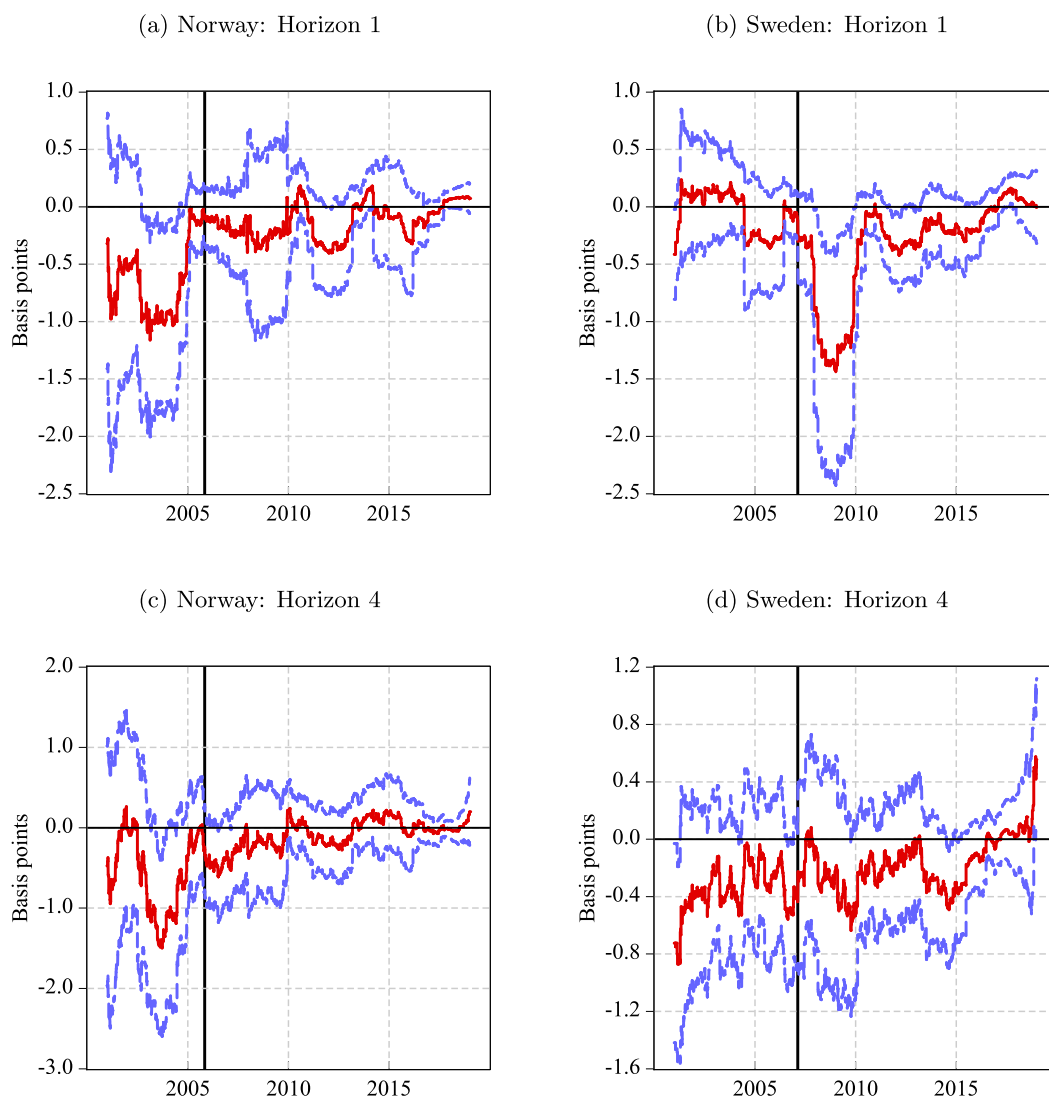 (a) Norway: Horizon 1
1.0
0.5
0.0
-0.5
-1.0
-1.5
-2.0
-2.5
Basis points
2005 2010 2015
(b) Sweden: Horizon 1
1.0
0.5
0.0
-0.5
-1.0
-1.5
-2.0
-2.5
Basis points
2005 2010 2015
(c) Norway: Horizon 4
2.0
1.0
0.0
-1.0
-2.0
-3.0
Basis points
2005 2010 2015
(d) Sweden: Horizon 4
1.2
0.8
0.4
0.0
-0.4
-0.8
-1.2
-1.6
Basis points
2005 2010 2015